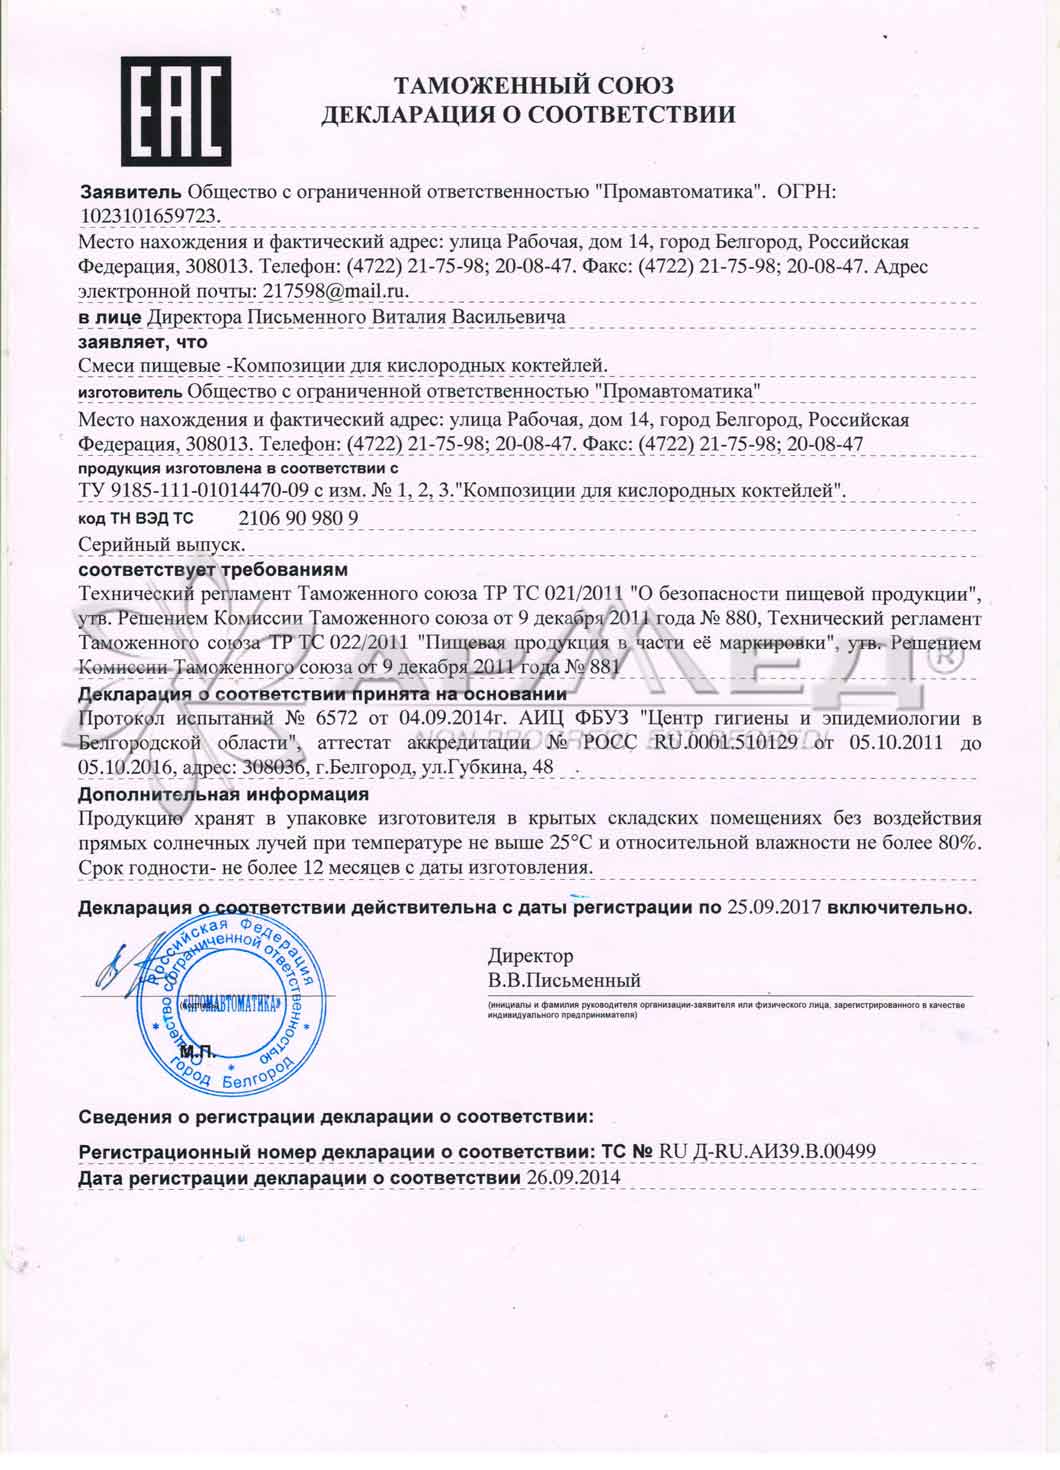 EAC
ТАМОЖЕННЫЙ СОЮЗ
ДЕКЛАРАЦИЯ О СООТВЕТСТВИИ
Заявитель Общество с ограниченной ответственностью "Промавтоматика". ОГРН:
1023101659723.
Место нахождения и фактический адрес: улица Рабочая, дом 14, город Белгород, Российская
Федерация, 308013. Телефон: (4722) 21-75-98; 20-08-47. Факс: (4722) 21-75-98; 20-08-47. Адрес
электронной почты: 217598@mail.ru.
в лице Директора Письменного Виталия Васильевича
заявляет, что
Смеси пищевые -Композиции для кислородных коктейлей.
изготовитель Общество с ограниченной ответственностью "Промавтоматика"
Место нахождения и фактический адрес: улица Рабочая, дом 14, город Белгород, Российская
Федерация, 308013. Телефон: (4722) 21-75-98; 20-08-47. Факс: (4722) 21-75-98; 20-08-47
продукция изготовлена в соответствии с
ТУ 9185-111-01014470-09 с изм. № 1, 2, 3."Композиции для кислородных коктейлей".
код ТН ВЭД ТС 2106 90 980 9
Серийный выпуск.
соответствует требованиям
Технический регламент Таможенного союза ТР ТС 021/2011 "О безопасности пищевой продукции",
утв. Решением Комиссии Таможенного союза от 9 декабря 2011 года № 880, Технический регламент
Таможенного союза ТР ТС 022/2011 "Пищевая продукция в части её маркировки", утв. Решением
Комиссии Таможенного союза от 9 декабря 2011 года № 881
АРМЕД®
NON PROGREDI EST REGREDI
Декларация о соответствии принята на основании
Протокол испытаний № 6572 от 04.09.2014г. АИЦ ФБУЗ "Центр гигиены и эпидемиологии в
Белгородской области", аттестат аккредитации № РОСС RU.0001.510129 от 05.10.2011 до
05.10.2016, адрес: 308036, г.Белгород, ул.Губкина, 48
Дополнительная информация
Продукцию хранят в упаковке изготовителя в крытых складских помещениях без воздействия
прямых солнечных лучей при температуре не выше 25°С и относительной влажности не более 80%.
Срок годности- не более 12 месяцев с даты изготовления.
Декларация о соответствии действительна с даты регистрации по 25.09.2017 включительно.
Российская Федерация
Общество с ограниченной ответственностью
«ПРОМАВТОМАТИКА»
город Белгород
М.П.
Директор
В.В.Письменный
(инициалы и фамилия руководителя организации-заявителя или физического лица, зарегистрированного в качестве
индивидуального предпринимателя)
Сведения о регистрации декларации о соответствии:
Регистрационный номер декларации о соответствии: ТС № RU Д-RU.АИ39.В.00499
Дата регистрации декларации о соответствии 26.09.2014